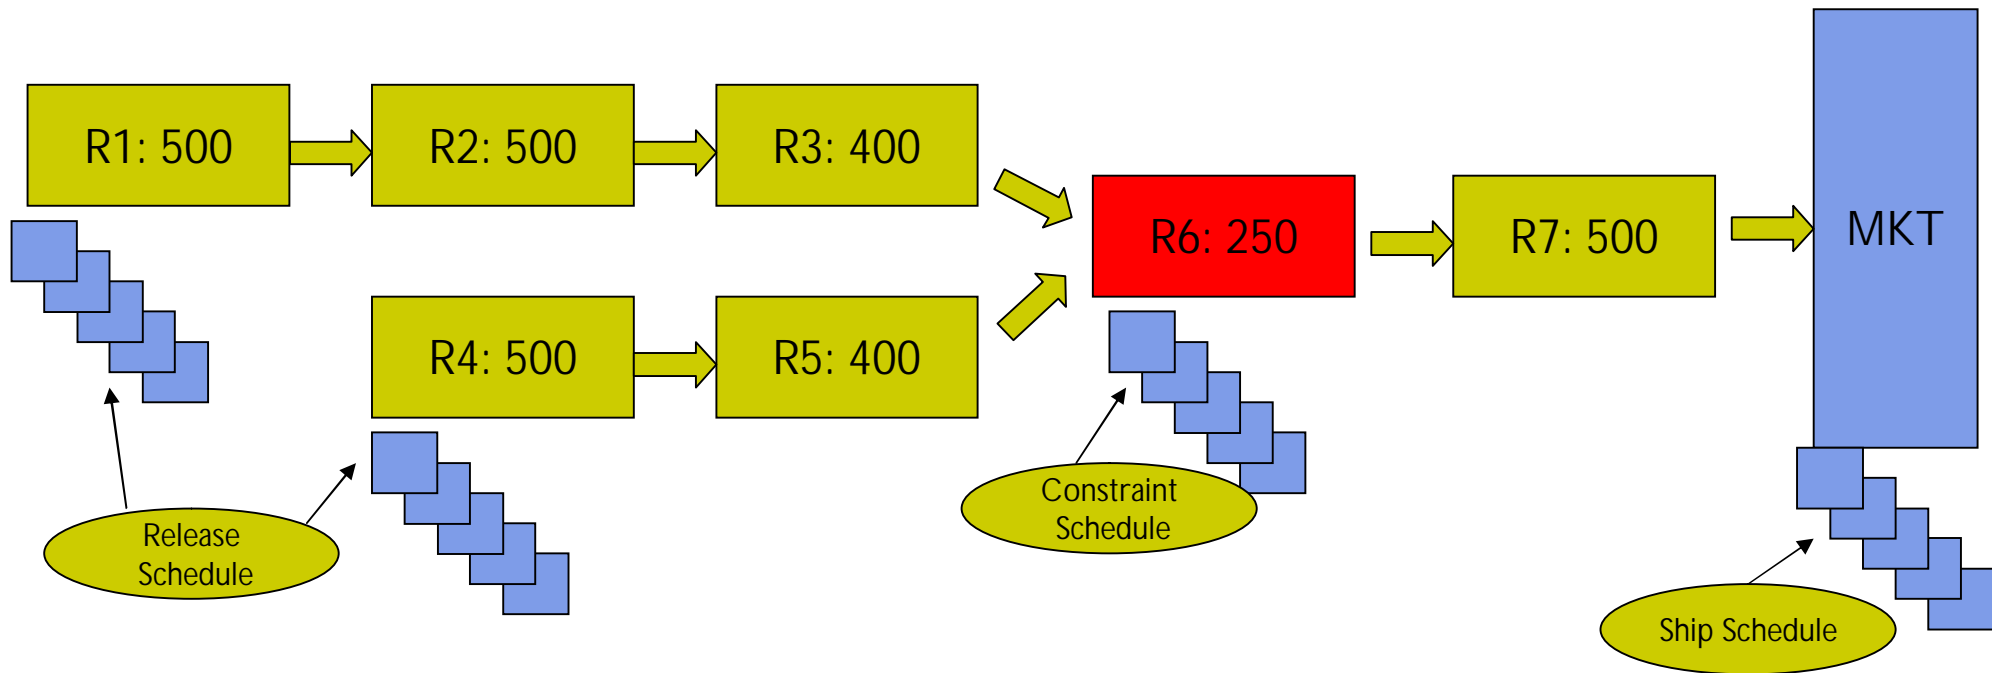 R1: 500
R2: 500
R3: 400
R6: 250
R7: 500
MKT
R4: 500
R5: 400
Release
Schedule
Constraint
Schedule
Ship Schedule